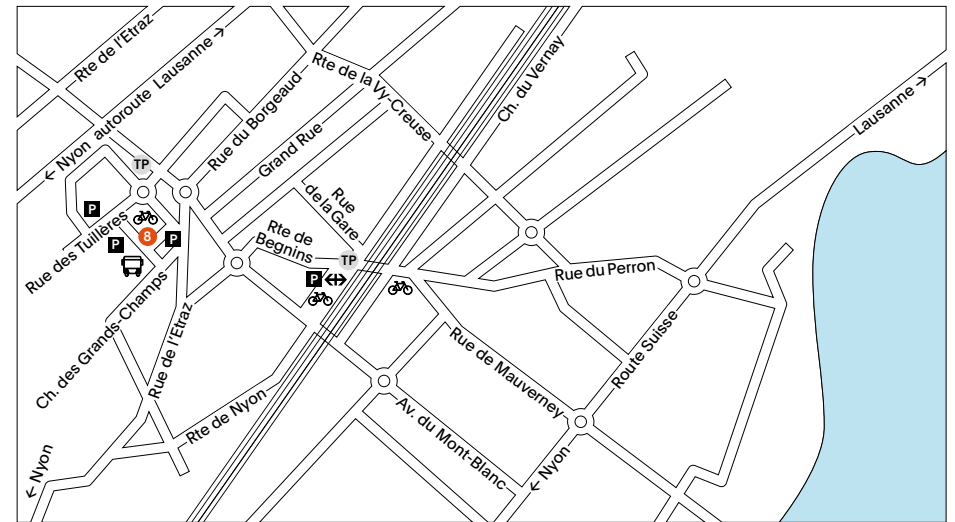 Rte de l'Etraz
← Nyon autoroute Lausanne →
Rue du Borgeaud
Rte de la Vy-Creuse
Ch. du Vernay
Lausanne →
Grand Rue
TP
P
Rue des Tuillères
8
P
P
Rue
de la Gare
Rte de
Begnins
TP
P
Rue du Perron
Ch. des Grands-Champs
Rue de l'Etraz
Rte de Nyon
Rue de Mauverney
Route Suisse
Av. du Mont-Blanc
← Nyon
← Nyon